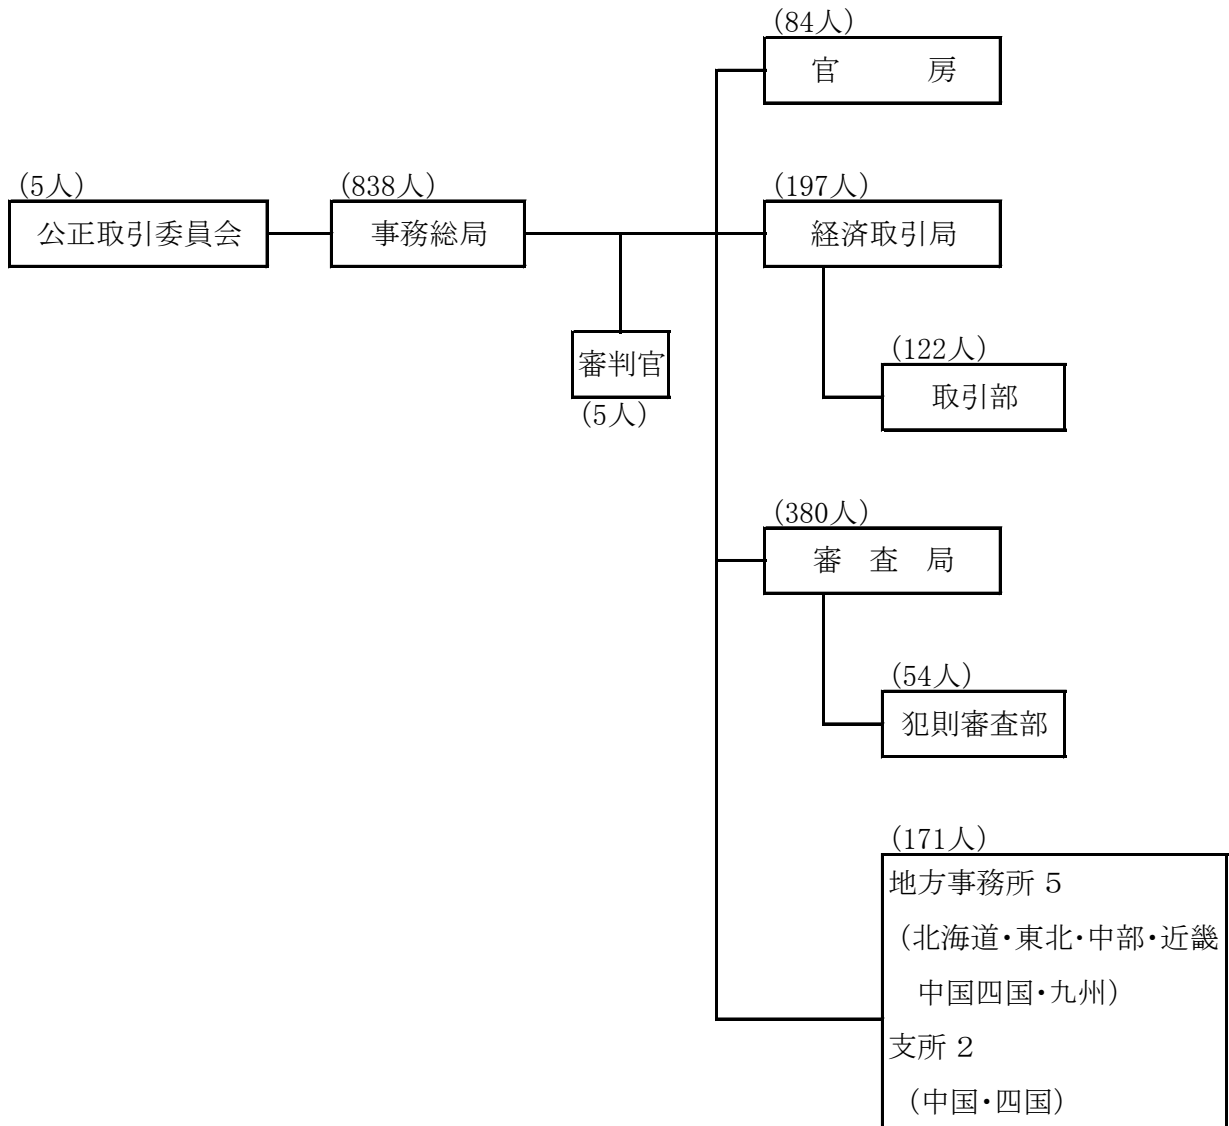 (84人)
官　　房
(5人)
公正取引委員会
(838人)
事務総局
(197人)
経済取引局
審判官
(5人)
(122人)
取引部
(380人)
審　査　局
(54人)
犯則審査部
(171人)
地方事務所 5
(北海道・東北・中部・近畿
中国四国・九州)
支所 2
(中国・四国)